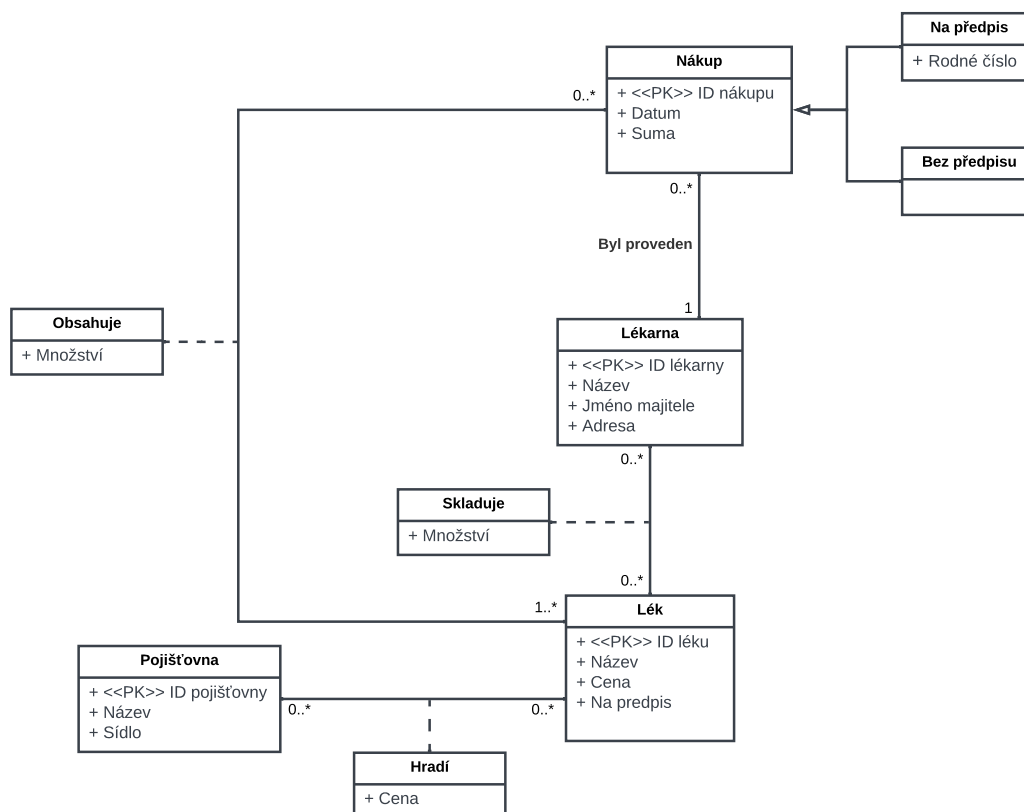 Na předpis
+ Rodné číslo
Nákup
+ <<PK>> ID nákupu
+ Datum
+ Suma
0..*
Bez předpisu
0..*
Byl proveden
1
Obsahuje
+ Množství
Lékarna
+ <<PK>> ID lékarny
+ Název
+ Jméno majitele
+ Adresa
0..*
Skladuje
+ Množství
0..*
1..*
Lék
+ <<PK>> ID léku
+ Název
+ Cena
+ Na predpis
Pojišťovna
+ <<PK>> ID pojišťovny
+ Název
+ Sídlo
0..*
0..*
Hradí
+ Cena